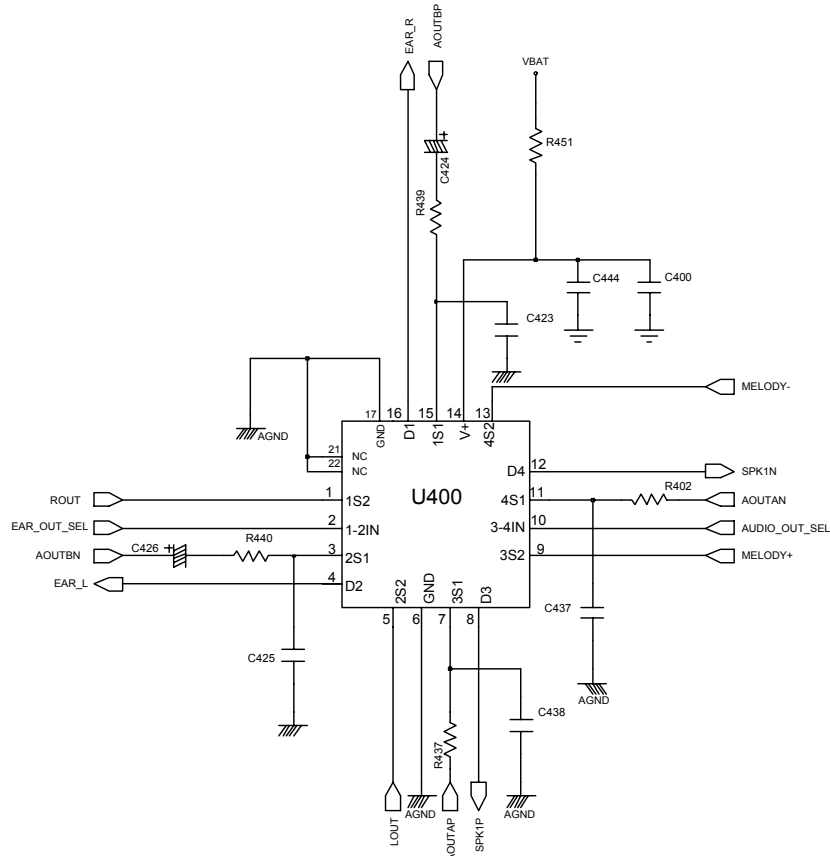 EAR_R
AOUTBP
VBAT
R451
+
C424
R439
C444
C400
C423
MELODY-
AGND
17
16
15
14
13
GND
D1
1S1
V+
4S2
21
NC
22
NC
D4
12
SPK1N
U400
ROUT
1
1S2
4S1
11
R402
AOUTAN
EAR_OUT_SEL
2
1-2IN
3-4IN
10
AUDIO_OUT_SEL
AOUTBN
C426
+
R440
3
2S1
3S2
9
MELODY+
EAR_L
4
D2
2S2
GND
3S1
D3
5
6
7
8
C437
C425
AGND
C438
R437
AGND
AGND
LOUT
AOUTAP
SPK1P